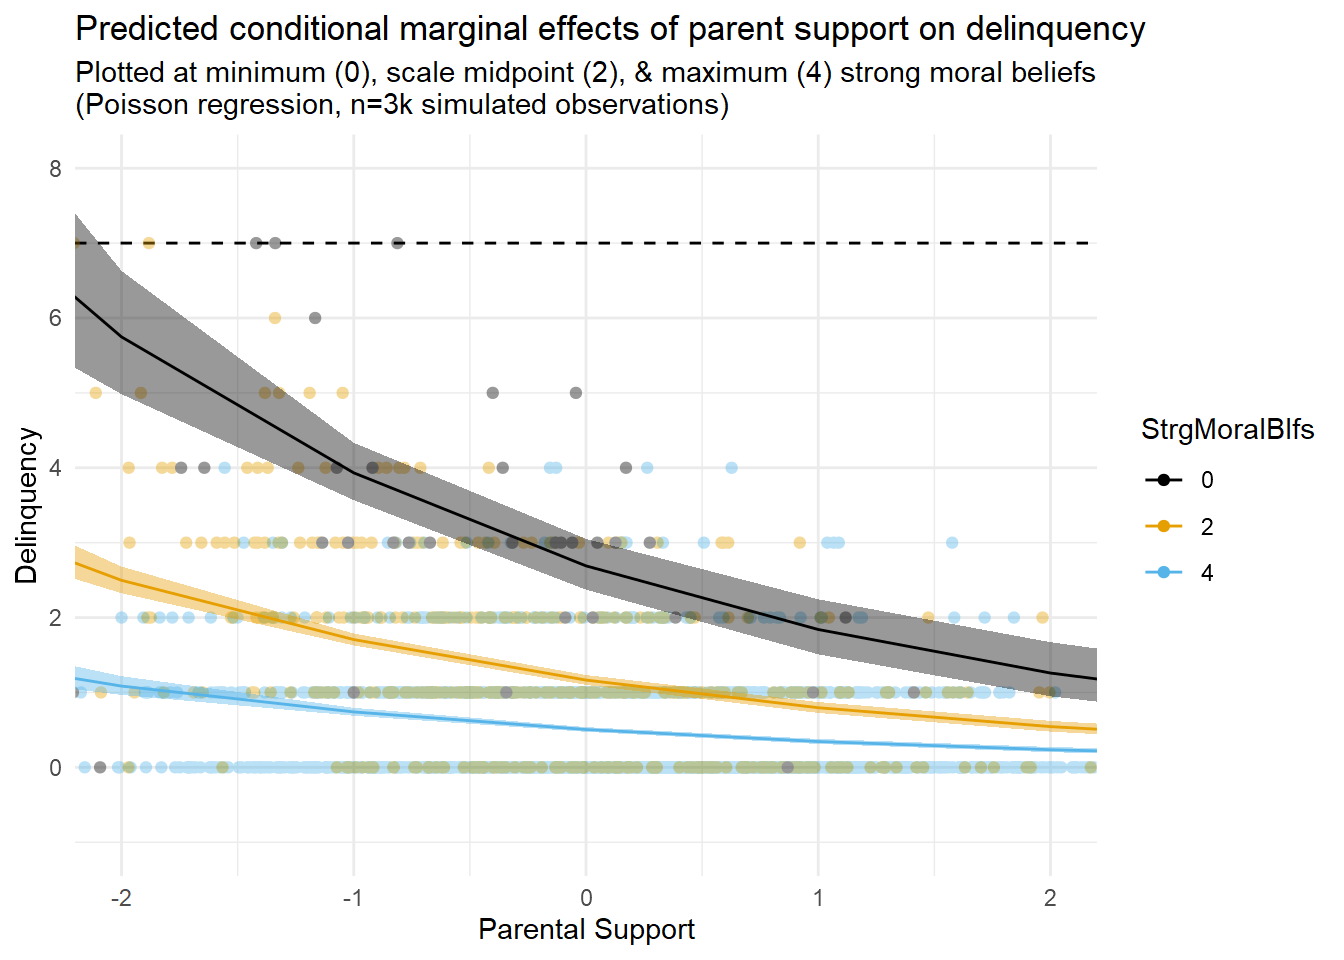 Predicted conditional marginal effects of parent support on delinquency
Plotted at minimum (0), scale midpoint (2), & maximum (4) strong moral beliefs
(Poisson regression, n=3k simulated observations)
8
6
4
2
0
Delinquency
-2
-1
0
1
2
Parental Support
StrgMoralBlfs
0
2
4